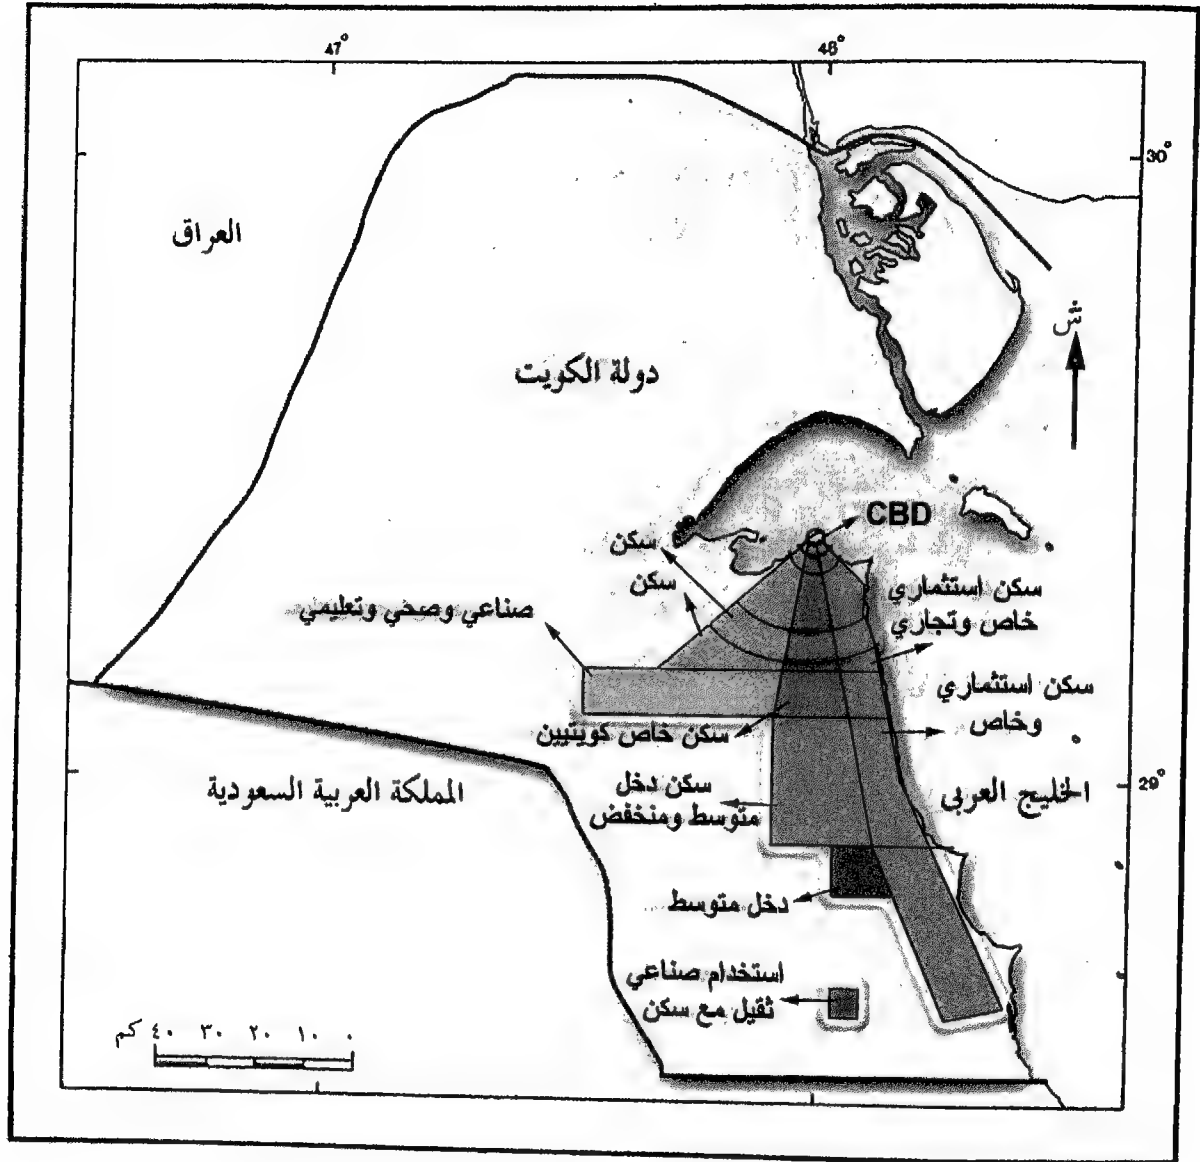 47°
48°
30°
العراق
ش
دولة الكويت
CBD
سكن
سكن
صناعي وصحي وتعليمي
سكن استثماري
خاص وتجاري
سكن استثماري
وخاص
سكن خاص كويتيين
سكن دخل
متوسط ومنخفض
المملكة العربية السعودية
29°
الخليج العربى
دخل متوسط
استخدام صناعي
ثقيل مع سكن
٠ ١٠ ٢٠ ٣٠ ٤٠ كم